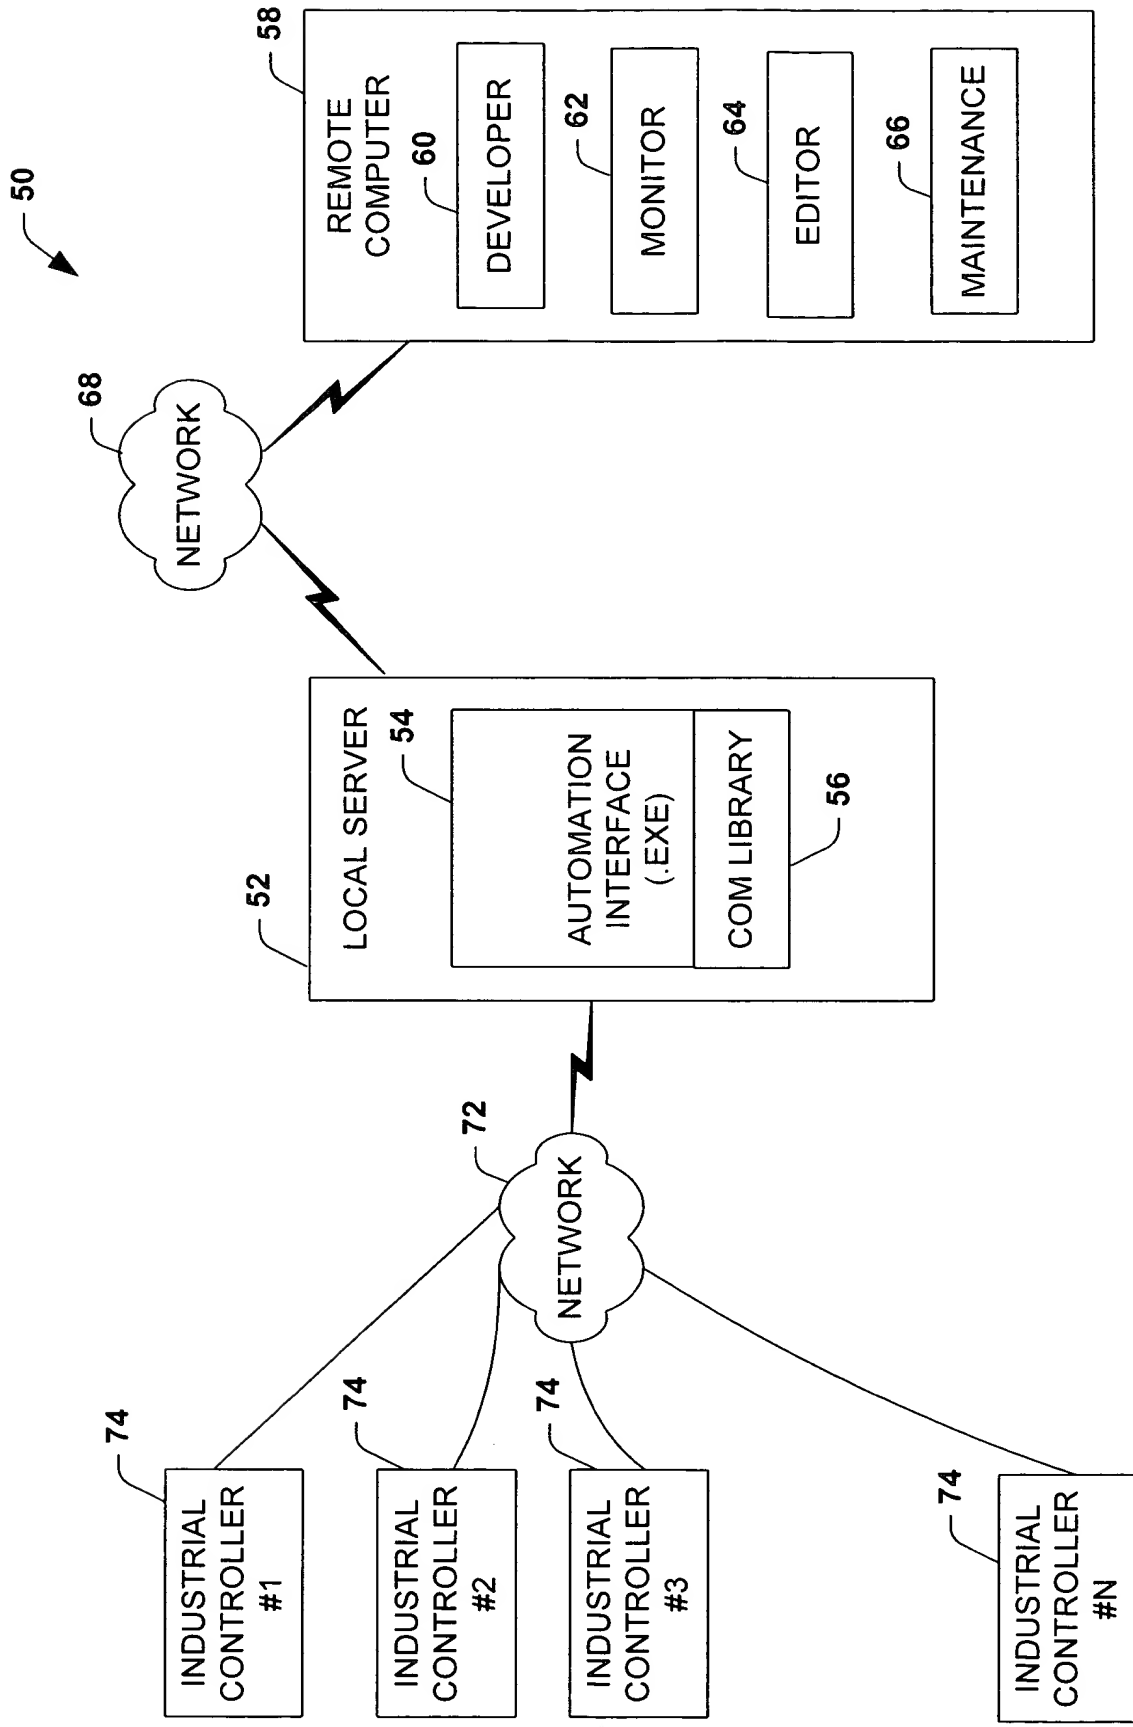 50
68
NETWORK
58
REMOTE
COMPUTER
60
DEVELOPER
62
MONITOR
64
EDITOR
66
MAINTENANCE
52
LOCAL SERVER
54
AUTOMATION
INTERFACE
(.EXE)
COM LIBRARY
56
72
NETWORK
74
INDUSTRIAL
CONTROLLER
#1
74
INDUSTRIAL
CONTROLLER
#2
74
INDUSTRIAL
CONTROLLER
#3
74
INDUSTRIAL
CONTROLLER
#N